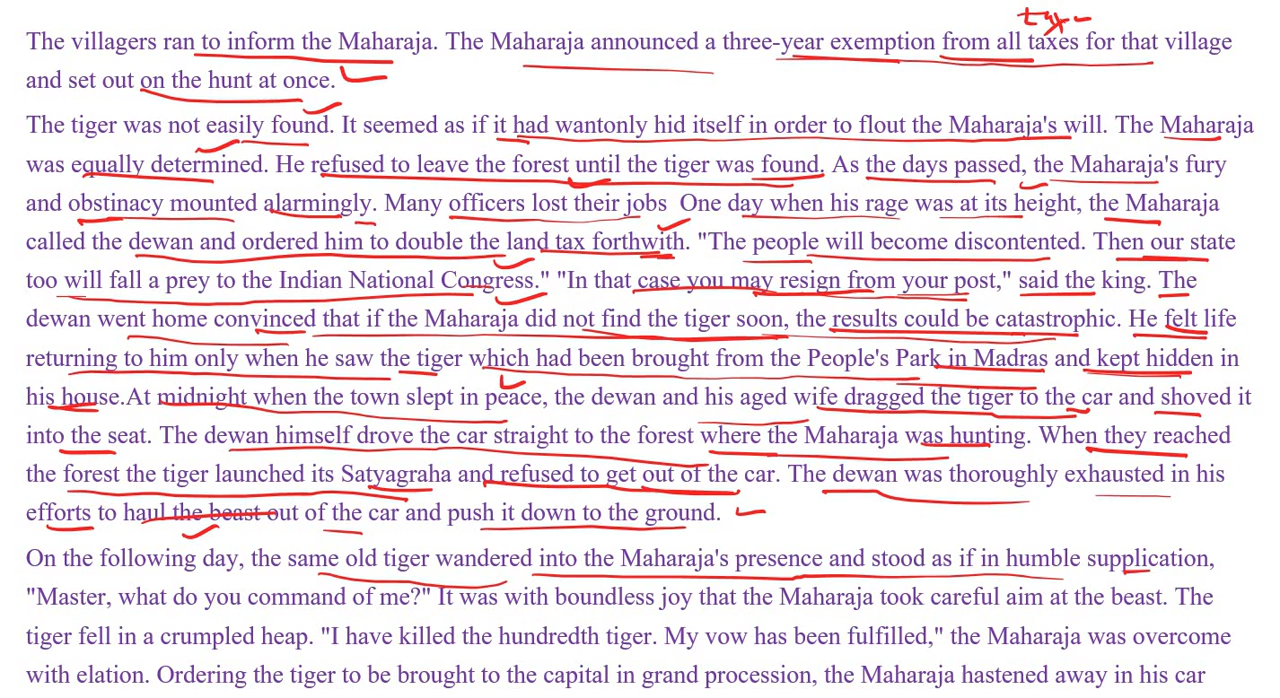 The villagers ran to inform the Maharaja. The Maharaja announced a three-year exemption from all taxes for that village
and set out on the hunt at once.
The tiger was not easily found. It seemed as if it had wantonly hid itself in order to flout the Maharaja's will. The Maharaja
was equally determined. He refused to leave the forest until the tiger was found. As the days passed, the Maharaja's fury
and obstinacy mounted alarmingly. Many officers lost their jobs One day when his rage was at its height, the Maharaja
called the dewan and ordered him to double the land tax forthwith. "The people will become discontented. Then our state
too will fall a prey to the Indian National Congress." "In that case you may resign from your post," said the king. The
dewan went home convinced that if the Maharaja did not find the tiger soon, the results could be catastrophic. He felt life
returning to him only when he saw the tiger which had been brought from the People's Park in Madras and kept hidden in
his house.At midnight when the town slept in peace, the dewan and his aged wife dragged the tiger to the car and shoved it
into the seat. The dewan himself drove the car straight to the forest where the Maharaja was hunting. When they reached
the forest the tiger launched its Satyagraha and refused to get out of the car. The dewan was thoroughly exhausted in his
efforts to haul the beast out of the car and push it down to the ground.
On the following day, the same old tiger wandered into the Maharaja's presence and stood as if in humble supplication,
"Master, what do you command of me?" It was with boundless joy that the Maharaja took careful aim at the beast. The
tiger fell in a crumpled heap. "I have killed the hundredth tiger. My vow has been fulfilled," the Maharaja was overcome
with elation. Ordering the tiger to be brought to the capital in grand procession, the Maharaja hastened away in his car